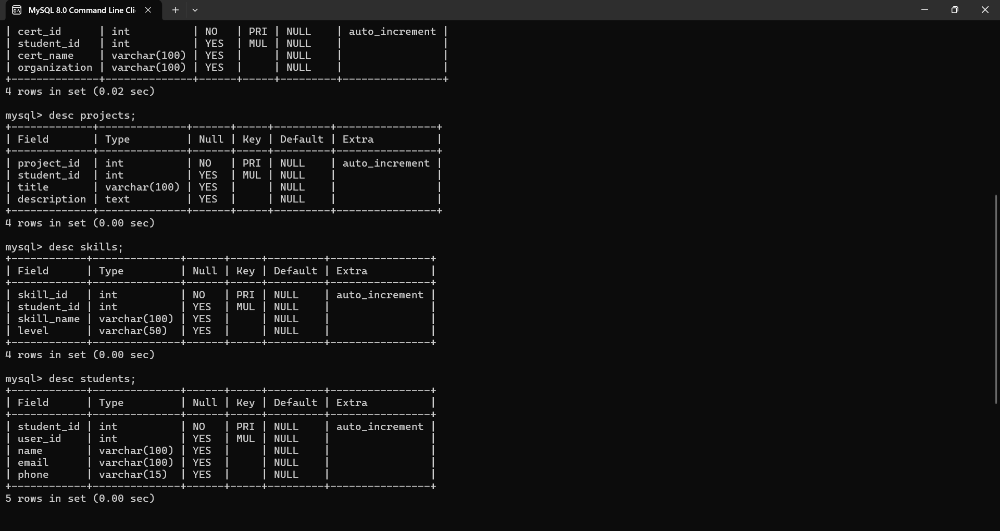 MySQL 8.0 Command Line Cli
| cert_id      | int          | NO   | PRI | NULL    | auto_increment |
| student_id   | int          | YES  | MUL | NULL    |                |
| cert_name    | varchar(100) | YES  |     | NULL    |                |
| organization | varchar(100) | YES  |     | NULL    |                |
+--------------+--------------+------+-----+---------+----------------+
4 rows in set (0.02 sec)

mysql> desc projects;
+-------------+--------------+------+-----+---------+----------------+
| Field       | Type         | Null | Key | Default | Extra          |
+-------------+--------------+------+-----+---------+----------------+
| project_id  | int          | NO   | PRI | NULL    | auto_increment |
| student_id  | int          | YES  | MUL | NULL    |                |
| title       | varchar(100) | YES  |     | NULL    |                |
| description | text         | YES  |     | NULL    |                |
+-------------+--------------+------+-----+---------+----------------+
4 rows in set (0.00 sec)

mysql> desc skills;
+------------+--------------+------+-----+---------+----------------+
| Field      | Type         | Null | Key | Default | Extra          |
+------------+--------------+------+-----+---------+----------------+
| skill_id   | int          | NO   | PRI | NULL    | auto_increment |
| student_id | int          | YES  | MUL | NULL    |                |
| skill_name | varchar(100) | YES  |     | NULL    |                |
| level      | varchar(50)  | YES  |     | NULL    |                |
+------------+--------------+------+-----+---------+----------------+
4 rows in set (0.00 sec)

mysql> desc students;
+------------+--------------+------+-----+---------+----------------+
| Field      | Type         | Null | Key | Default | Extra          |
+------------+--------------+------+-----+---------+----------------+
| student_id | int          | NO   | PRI | NULL    | auto_increment |
| user_id    | int          | YES  | MUL | NULL    |                |
| name       | varchar(100) | YES  |     | NULL    |                |
| email      | varchar(100) | YES  |     | NULL    |                |
| phone      | varchar(15)  | YES  |     | NULL    |                |
+------------+--------------+------+-----+---------+----------------+
5 rows in set (0.00 sec)